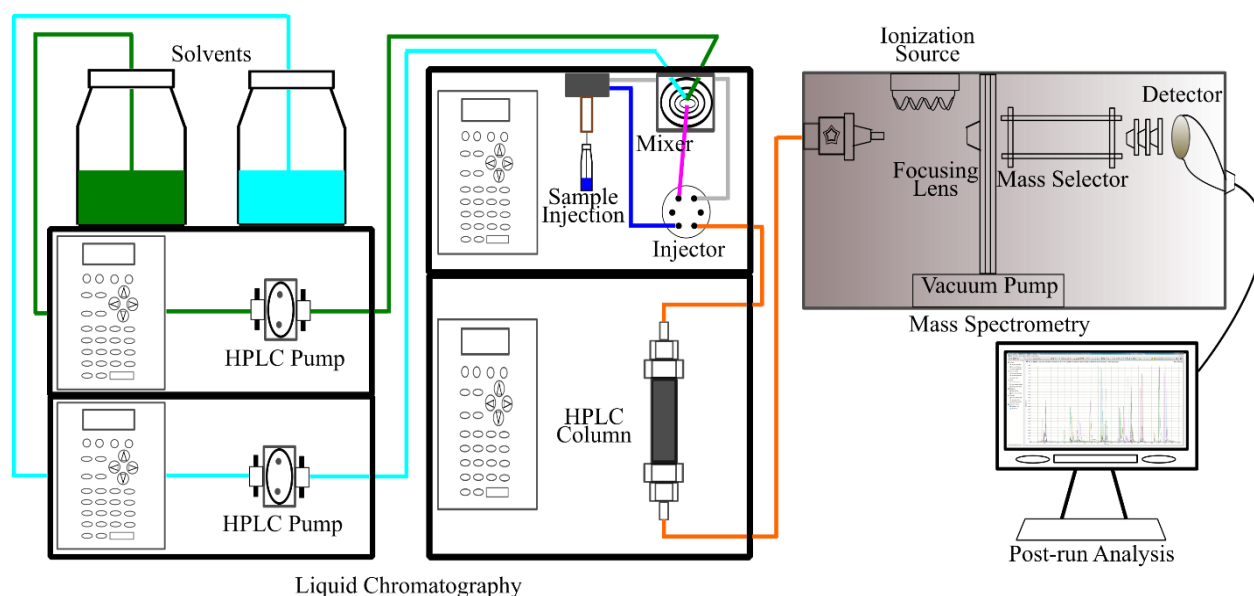 Solvents
HPLC Pump
HPLC Pump
Mixer
Sample
Injection
Injector
HPLC
Column
Liquid Chromatography
Ionization
Source
Detector
Focusing
Lens
Mass Selector
Vacuum Pump
Mass Spectrometry
Post-run Analysis